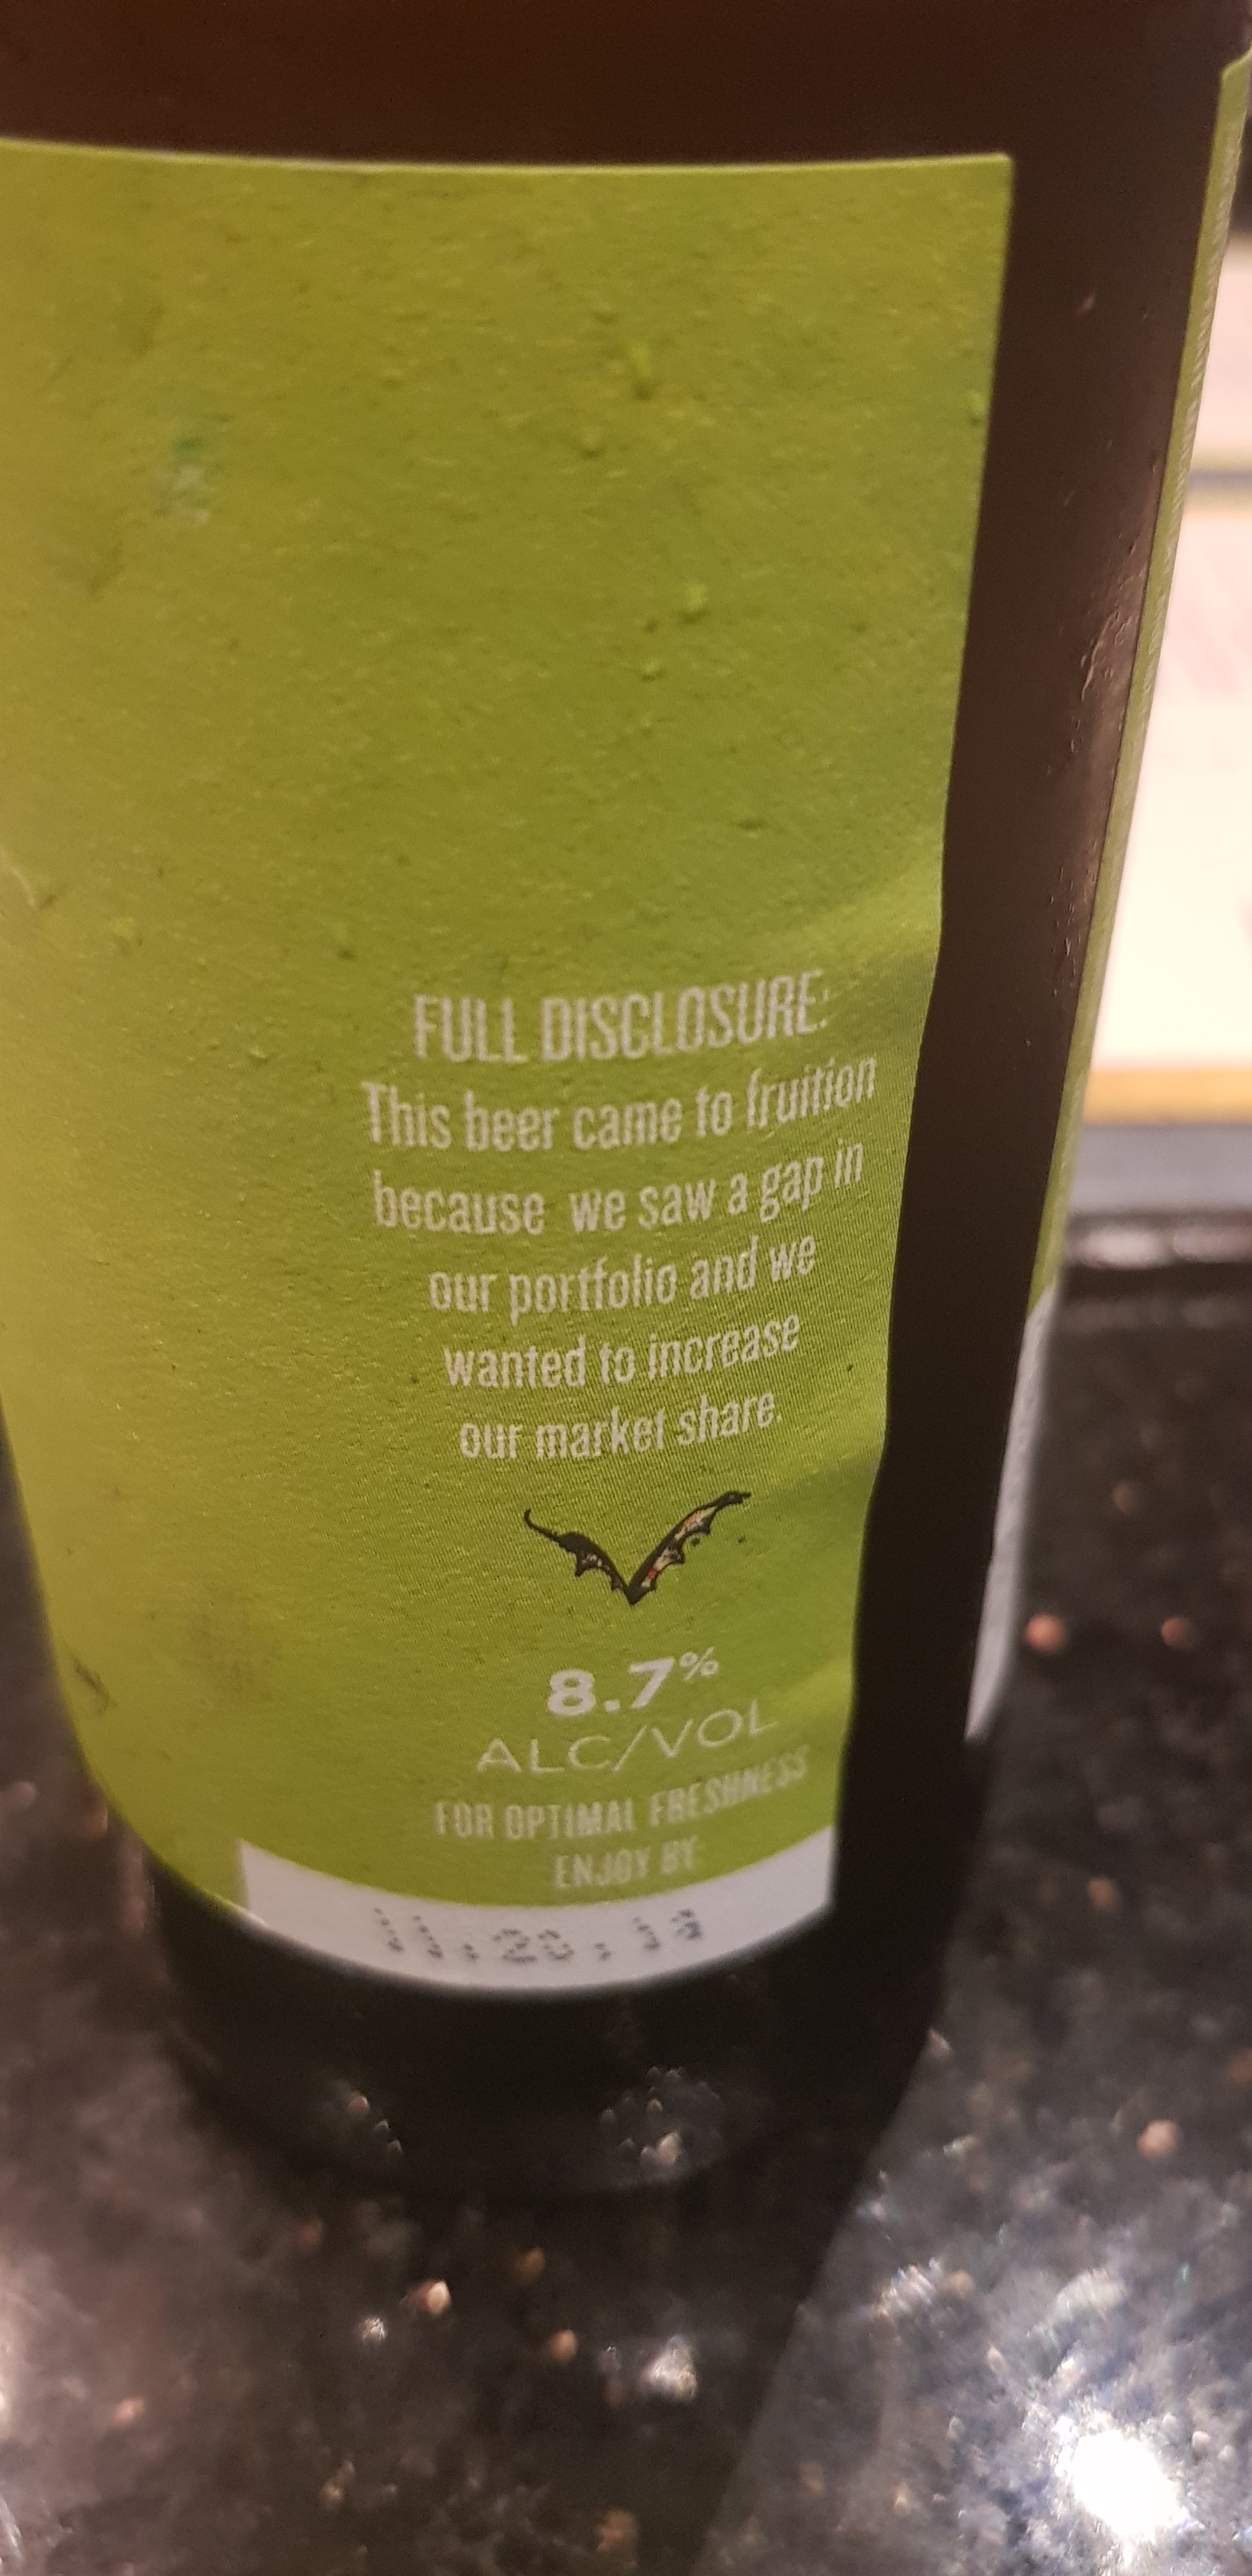 FULL DISCLOSURE:
This beer came to fruition
because we saw a gap in
our portfolio and we
wanted to increase
our market share.
8.7%
ALC/VOL
FOR OPTIMAL FRESHNESS
ENJOY BY